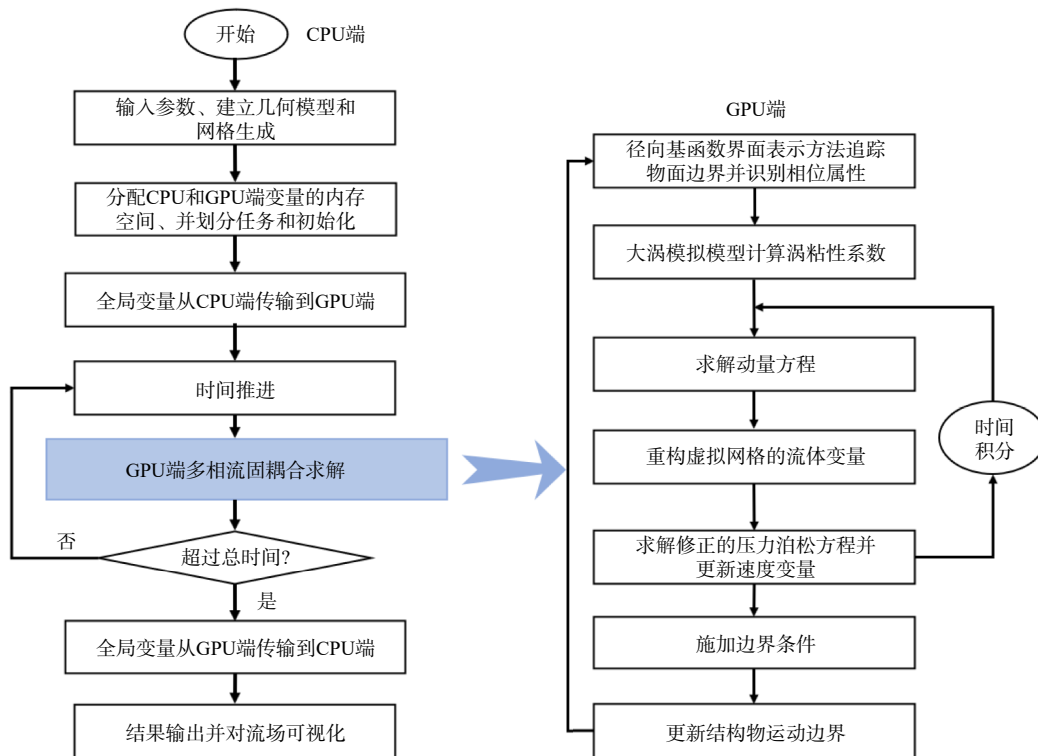 开始
CPU端
输入参数、建立几何模型和
网格生成
分配CPU和GPU端变量的内存
空间、并划分任务和初始化
全局变量从CPU端传输到GPU端
时间推进
GPU端多相流固耦合求解
否
超过总时间?
是
全局变量从GPU端传输到CPU端
结果输出并对流场可视化
GPU端
径向基函数界面表示方法追踪
物面边界并识别相位属性
大涡模拟模型计算涡粘性系数
求解动量方程
时间
积分
重构虚拟网格的流体变量
求解修正的压力泊松方程并
更新速度变量
施加边界条件
更新结构物运动边界